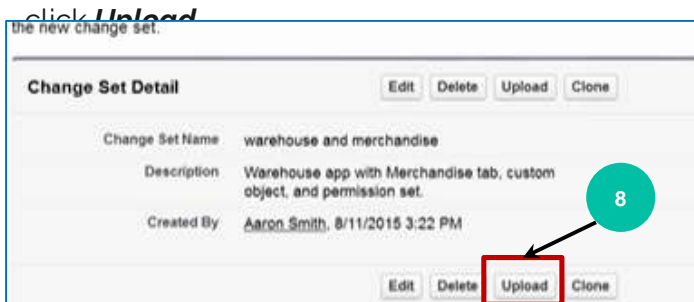 click Upload
the new change set.
Change Set Detail
Edit Delete Upload Clone
Change Set Name warehouse and merchandise
Description Warehouse app with Merchandise tab, custom
object, and permission set.
8
Created By Aaron Smith, 8/11/2015 3:22 PM
Edit Delete Upload Clone